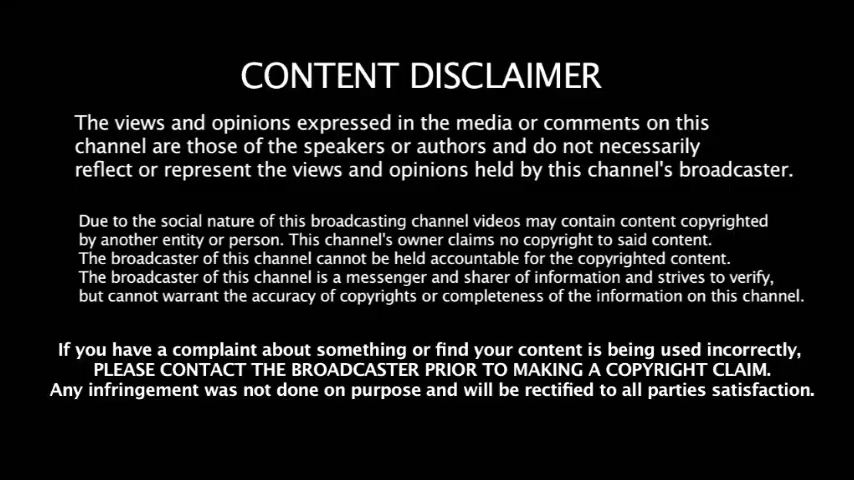 CONTENT DISCLAIMER
The views and opinions expressed in the media or comments on this
channel are those of the speakers or authors and do not necessarily
reflect or represent the views and opinions held by this channel's broadcaster.
Due to the social nature of this broadcasting channel videos may contain content copyrighted
by another entity or person. This channel's owner claims no copyright to said content.
The broadcaster of this channel cannot be held accountable for the copyrighted content.
The broadcaster of this channel is a messenger and sharer of information and strives to verify,
but cannot warrant the accuracy of copyrights or completeness of the information on this channel.
If you have a complaint about something or find your content is being used incorrectly,
PLEASE CONTACT THE BROADCASTER PRIOR TO MAKING A COPYRIGHT CLAIM.
Any infringement was not done on purpose and will be rectified to all parties satisfaction.